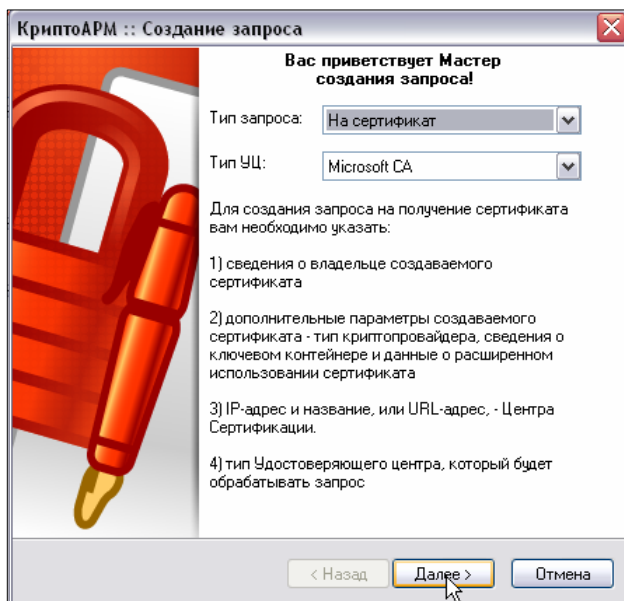 КриптоАРМ :: Создание запроса
Вас приветствует Мастер
создания запроса!
Тип запроса: На сертификат
Тип УЦ: Microsoft CA
Для создания запроса на получение сертификата
вам необходимо указать:
1) сведения о владельце создаваемого
сертификата
2) дополнительные параметры создаваемого
сертификата - тип криптопровайдера, сведения о
ключевом контейнере и данные о расширенном
использовании сертификата
3) IP-адрес и название, или URL-адрес, - Центра
Сертификации.
4) тип Удостоверяющего центра, который будет
обрабатывать запрос
< Назад Далее > Отмена